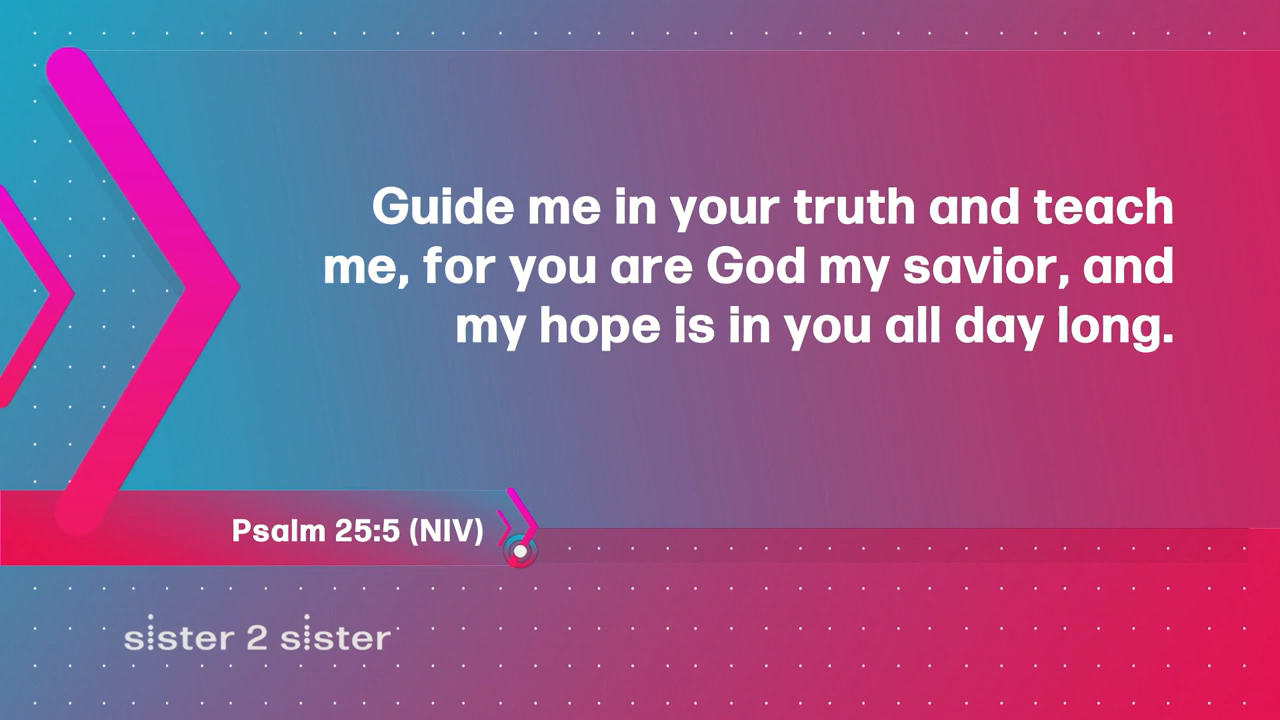 Guide me in your truth and teach
me, for you are God my savior, and
my hope is in you all day long.
Psalm 25:5 (NIV)
sister 2 sister